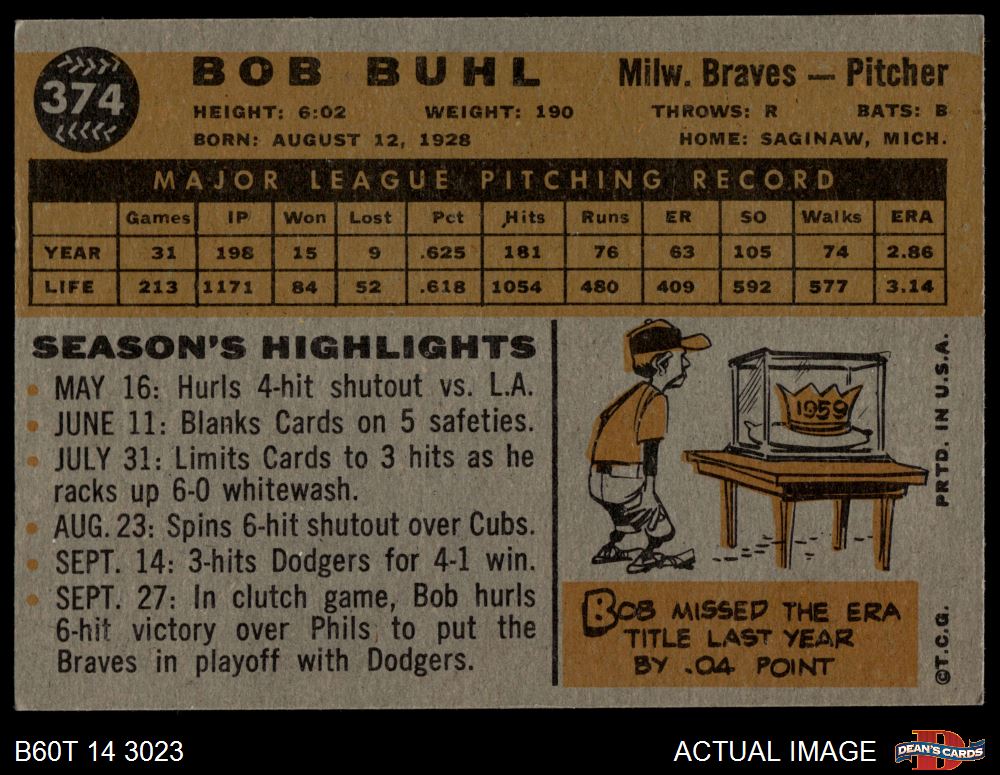 374
BOB BUHL
Milw. Braves — Pitcher
HEIGHT: 6:02 WEIGHT: 190 THROWS: R BATS: B
BORN: AUGUST 12, 1928 HOME: SAGINAW, MICH.
MAJOR LEAGUE PITCHING RECORD
Games IP Won Lost Pct Hits Runs ER SO Walks ERA
YEAR 31 198 15 9 .625 181 76 63 105 74 2.86
LIFE 213 1171 84 52 .618 1054 480 409 592 577 3.14
SEASON'S HIGHLIGHTS
• MAY 16: Hurls 4-hit shutout vs. L.A.
• JUNE 11: Blanks Cards on 5 safeties.
• JULY 31: Limits Cards to 3 hits as he
racks up 6-0 whitewash.
• AUG. 23: Spins 6-hit shutout over Cubs.
• SEPT. 14: 3-hits Dodgers for 4-1 win.
• SEPT. 27: In clutch game, Bob hurls
6-hit victory over Phils to put the
Braves in playoff with Dodgers.
1959
BOB MISSED THE ERA
TITLE LAST YEAR
BY .04 POINT
©T.C.G. PRTD. IN U.S.A.
B60T 14 3023
ACTUAL IMAGE
D
DEAN'S CARDS